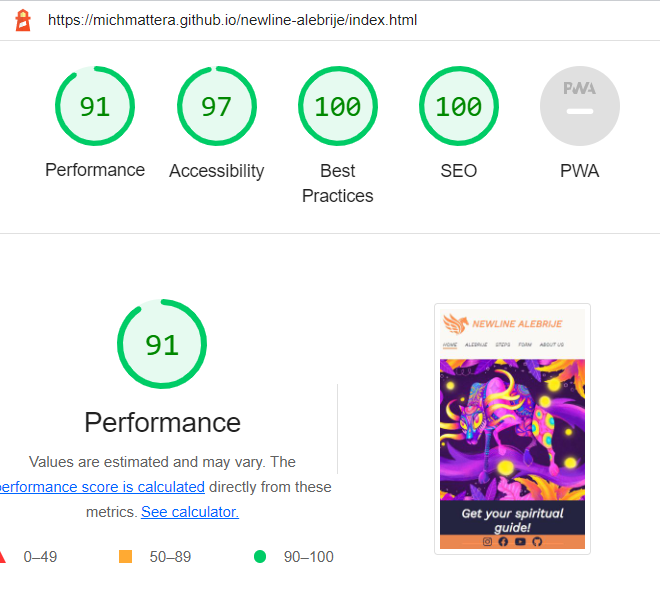 https://michmattera.github.io/newline-alebrije/index.html
91
97
100
100
PWA
Performance
Accessibility
Best
Practices
SEO
PWA
91
Performance
Values are estimated and may vary. The
performance score is calculated directly from these
metrics. See calculator.
0–49
50–89
90–100
NEWLINE ALEBRIJE
HOME ALEBRIJE STEPS FORM ABOUT US
Get your spiritual
guide!